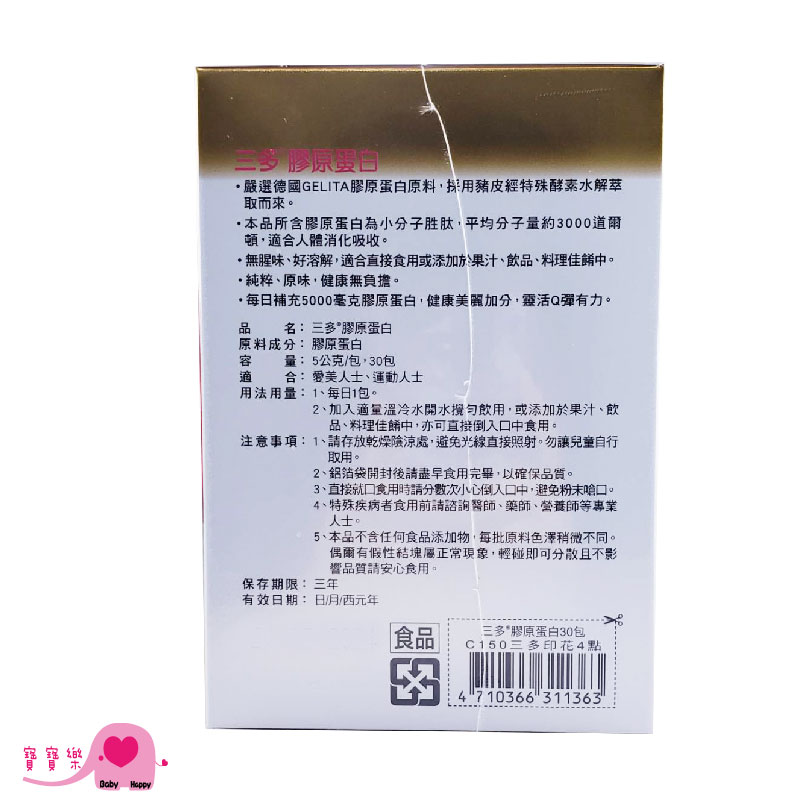 三多®膠原蛋白
•嚴選德國GELITA膠原蛋白原料，採用豬皮經特殊酵素水解萃
取而來。
•本品所含膠原蛋白為小分子胜肽，平均分子量約3000道爾
頓，適合人體消化吸收。
•無腥味、好溶解，適合直接食用或添加於果汁、飲品、料理佳餚中。
•純粹、原味，健康無負擔。
•每日補充5000毫克膠原蛋白，健康美麗加分，靈活Q彈有力。
品　　名：三多®膠原蛋白
原料成分：膠原蛋白
容　　量：5公克/包，30包
適　　合：愛美人士、運動人士
用法用量：1、每日1包。
2、加入適量溫冷水開水攪勻飲用，或添加於果汁、飲
品、料理佳餚中，亦可直接倒入口中食用。
注意事項：1、請存放乾燥陰涼處，避免光線直接照射。勿讓兒童自行
取用。
2、鋁箔袋開封後請盡早食用完畢，以確保品質。
3、直接就口食用時請分數次小心倒入口中，避免粉末嗆口。
4、特殊疾病者食用前請諮詢醫師、藥師、營養師等專業
人士。
5、本品不含任何食品添加物，每批原料色澤稍微不同。
偶爾有假性結塊屬正常現象，輕碰即可分散且不影
響品質請安心食用。
保存期限：三年
有效日期：日/月/西元年
食品
三多®膠原蛋白30包
C150三多印花4點
4 710366 311363
寶寶樂
Baby Happy